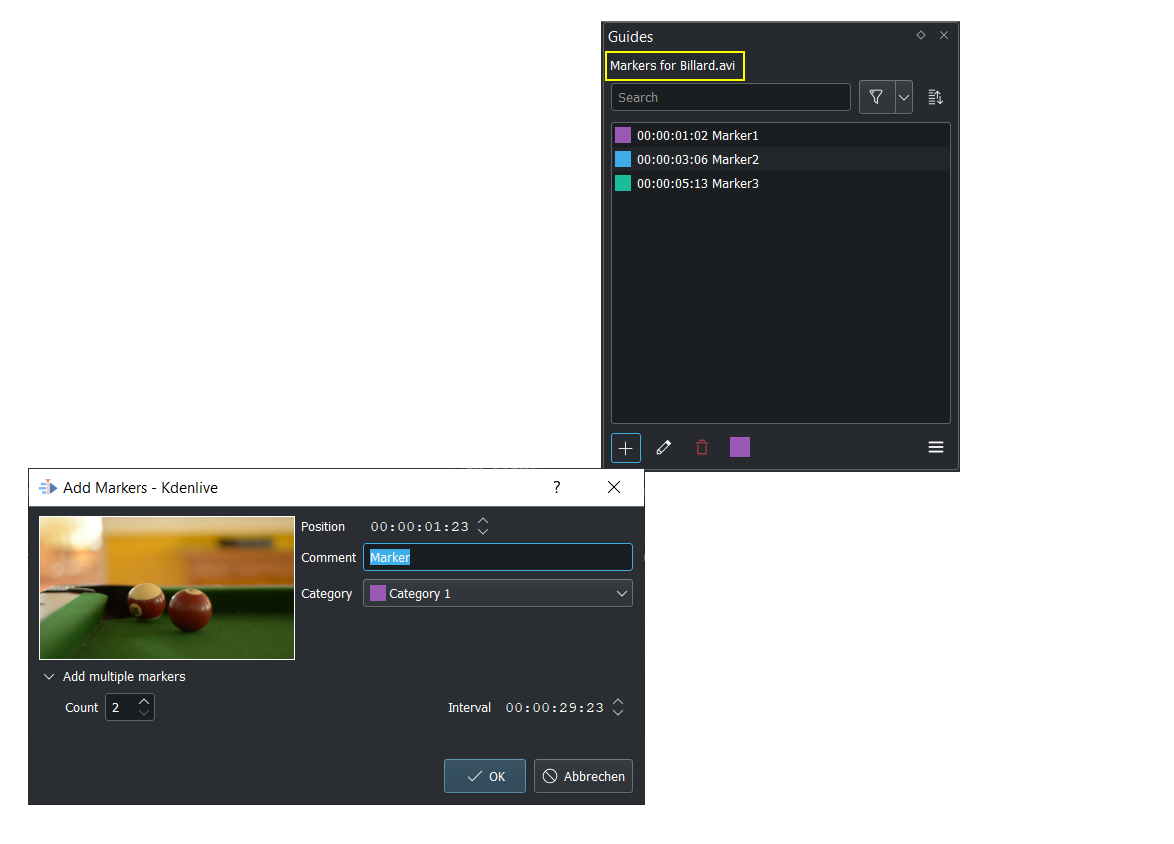 Guides
Markers for Billard.avi
Search
00:00:01:02 Marker1
00:00:03:06 Marker2
00:00:05:13 Marker3
Add Markers - Kdenlive
?
Position 00:00:01:23
Comment Marker
Category Category 1
Add multiple markers
Count 2 Interval 00:00:29:23
OK Abbrechen